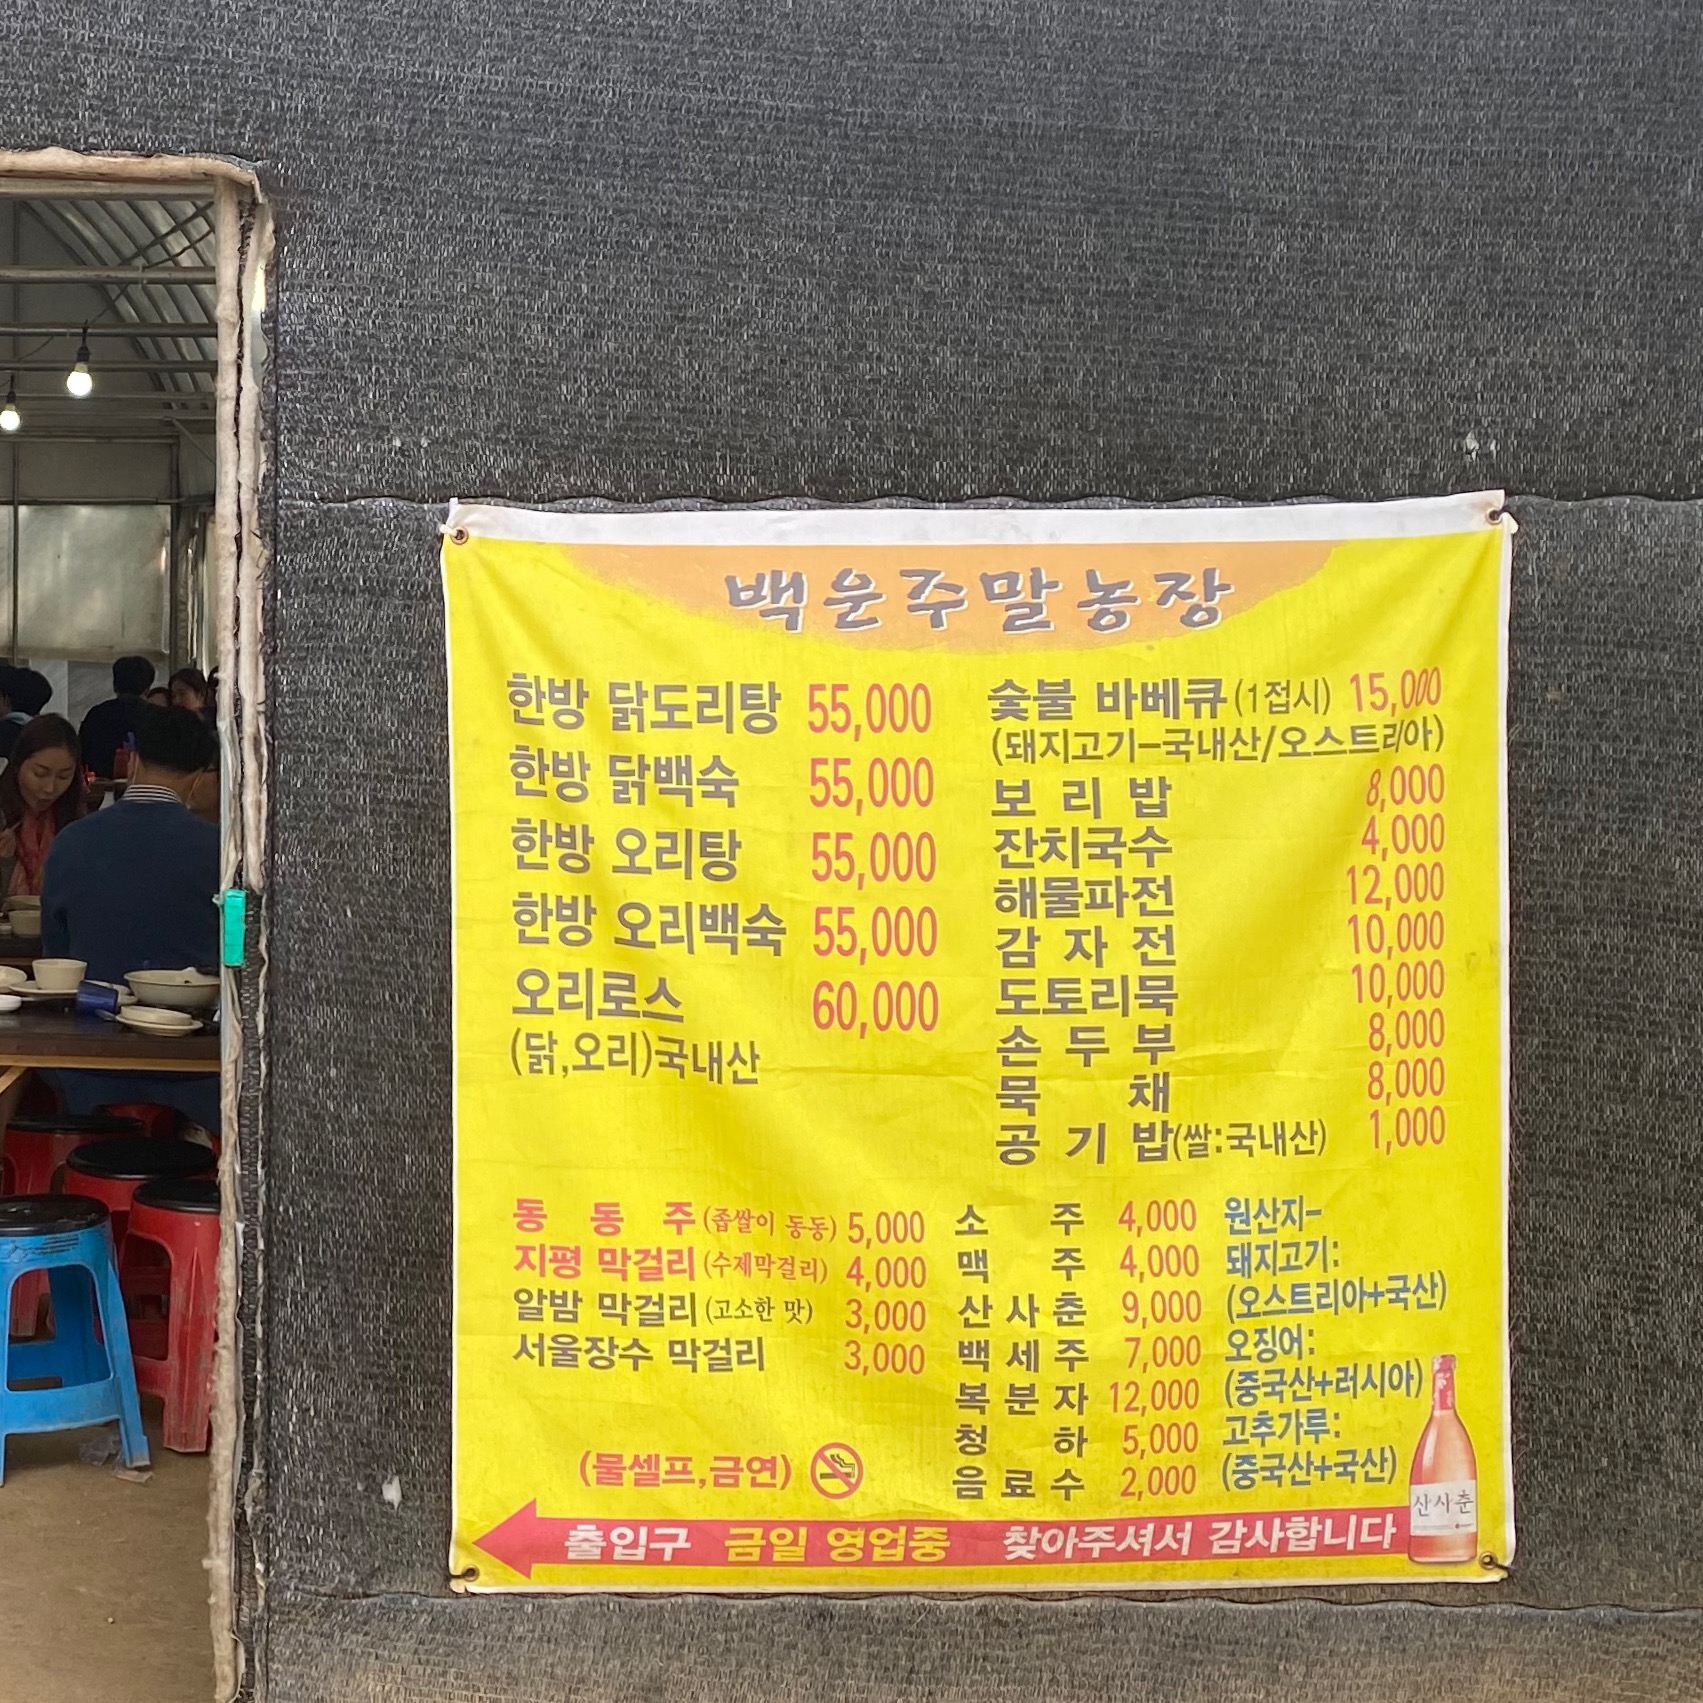 백운주말농장
한방 닭도리탕 55,000
한방 닭백숙 55,000
한방 오리탕 55,000
한방 오리백숙 55,000
오리로스 60,000
(닭,오리)국내산
숯불 바베큐(1접시) 15,000
(돼지고기-국내산/오스트리아)
보리밥 8,000
잔치국수 4,000
해물파전 12,000
감자전 10,000
도토리묵 10,000
손두부 8,000
묵채 8,000
공기밥(쌀:국내산) 1,000
동동주(좁쌀이 동동) 5,000
지평 막걸리(수제막걸리) 4,000
알밤 막걸리(고소한 맛) 3,000
서울장수 막걸리 3,000
(물셀프,금연)
소주 4,000
맥주 4,000
산사춘 9,000
백세주 7,000
복분자 12,000
청하 5,000
음료수 2,000
원산지-
돼지고기:
(오스트리아+국산)
오징어:
(중국산+러시아)
고추가루:
(중국산+국산)
산사춘
출입구 금일 영업중 찾아주셔서 감사합니다